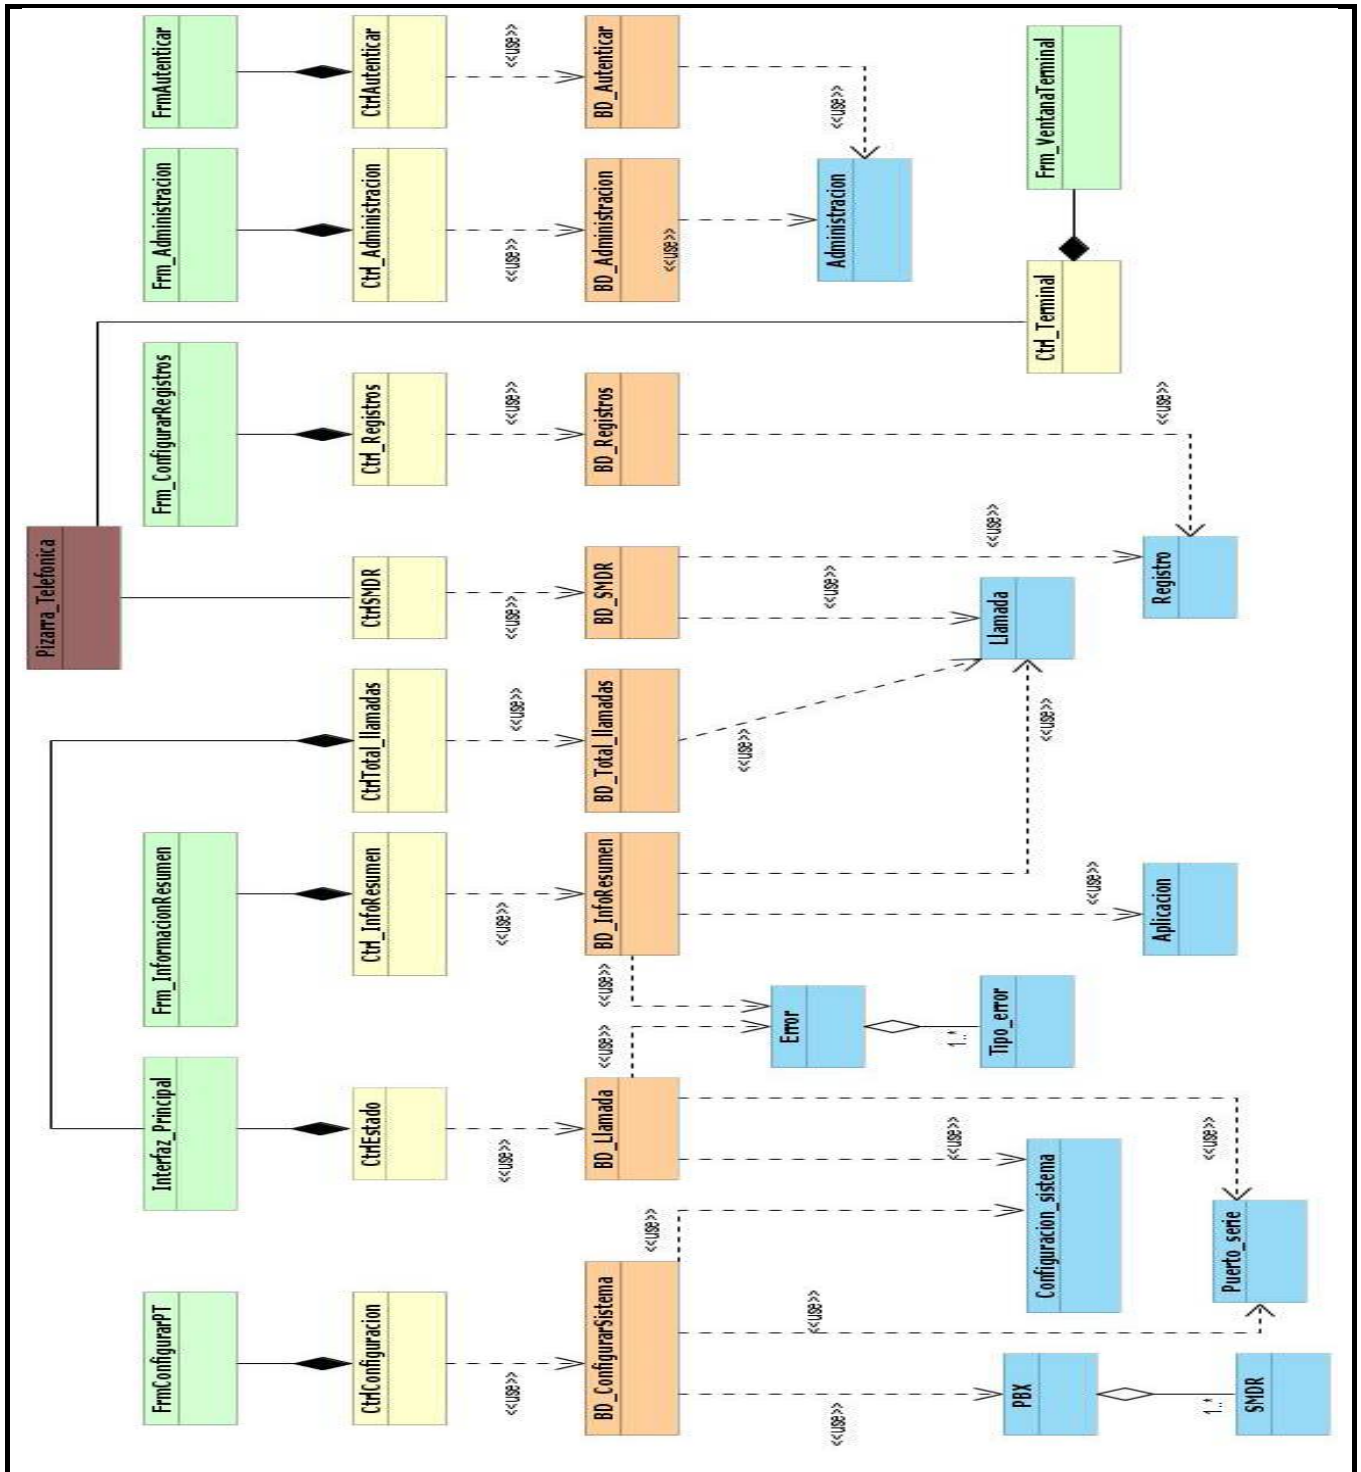 Pizarra_Telefonica
FrmConfigurarPT
Interfaz_Principal
Frm_InformacionResumen
Frm_ConfigurarRegistros
Frm_Administracion
FrmAutenticar
CtrlConfiguracion
CtrlEstado
Ctrl_InfoResumen
CtrlTotal_llamadas
CtrlSMDR
Ctrl_Registros
Ctrl_Administracion
CtrlAutenticar
<<use>>
<<use>>
<<use>>
<<use>>
<<use>>
<<use>>
<<use>>
<<use>>
BD_ConfigurarSistema
BD_Llamada
<<use>>
<<use>>
BD_InfoResumen
BD_Total_llamadas
BD_SMDR
BD_Registros
BD_Administracion
BD_Autenticar
<<use>>
<<use>>
<<use>>
Error
<<use>>
<<use>>
<<use>>
Administracion
<<use>>
<<use>>
1..*
<<use>>
Tipo_error
Llamada
PBX
Configuracion_sistema
<<use>>
Ctrl_Terminal
Frm_VentanaTerminal
<<use>>
Aplicacion
Registro
<<use>>
1..*
<<use>>
Puerto_serie
SMDR